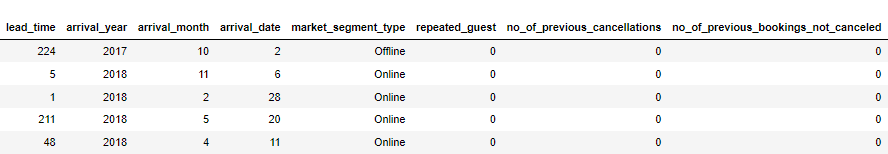 lead_time arrival_year arrival_month arrival_date market_segment_type repeated_guest no_of_previous_cancellations no_of_previous_bookings_not_canceled
224 2017 10 2 Offline 0 0 0
5 2018 11 6 Online 0 0 0
1 2018 2 28 Online 0 0 0
211 2018 5 20 Online 0 0 0
48 2018 4 11 Online 0 0 0